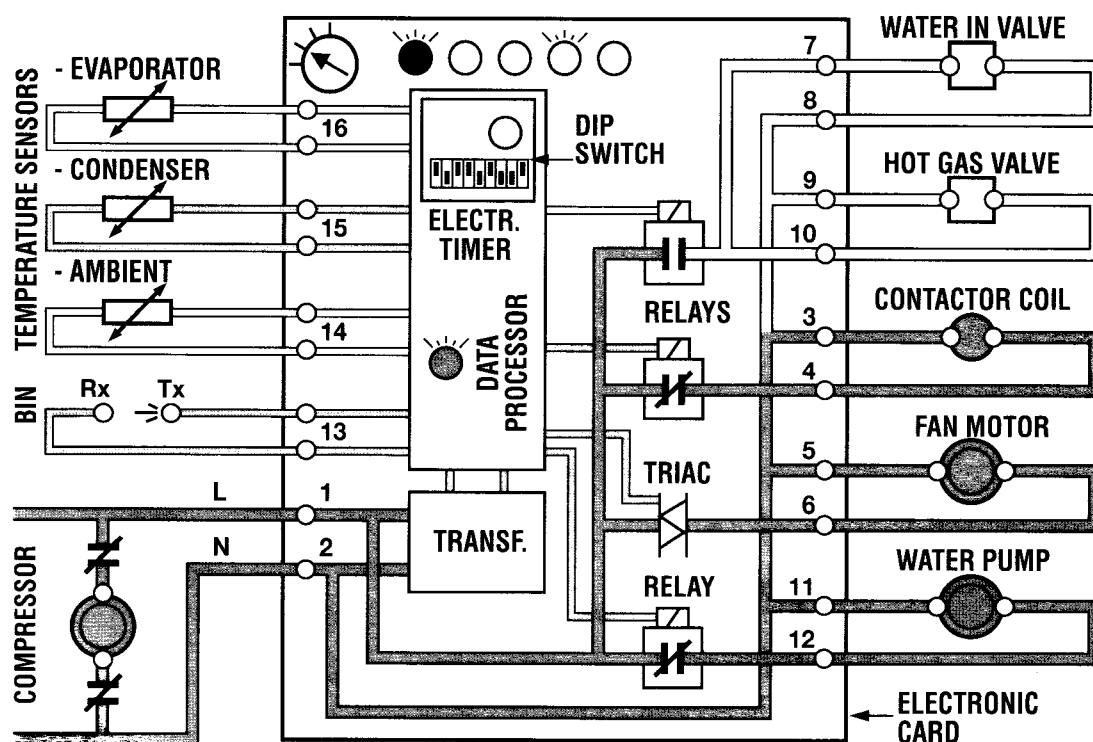 TEMPERATURE SENSORS
- EVAPORATOR
16
- CONDENSER
15
- AMBIENT
14
BIN
Rx
Tx
13
L
1
N
2
COMPRESSOR
DIP
SWITCH
ELECTR.
TIMER
DATA
PROCESSOR
TRANSF.
RELAYS
TRIAC
RELAY
WATER IN VALVE
7
8
HOT GAS VALVE
9
10
CONTACTOR COIL
3
4
FAN MOTOR
5
6
WATER PUMP
11
12
ELECTRONIC
CARD